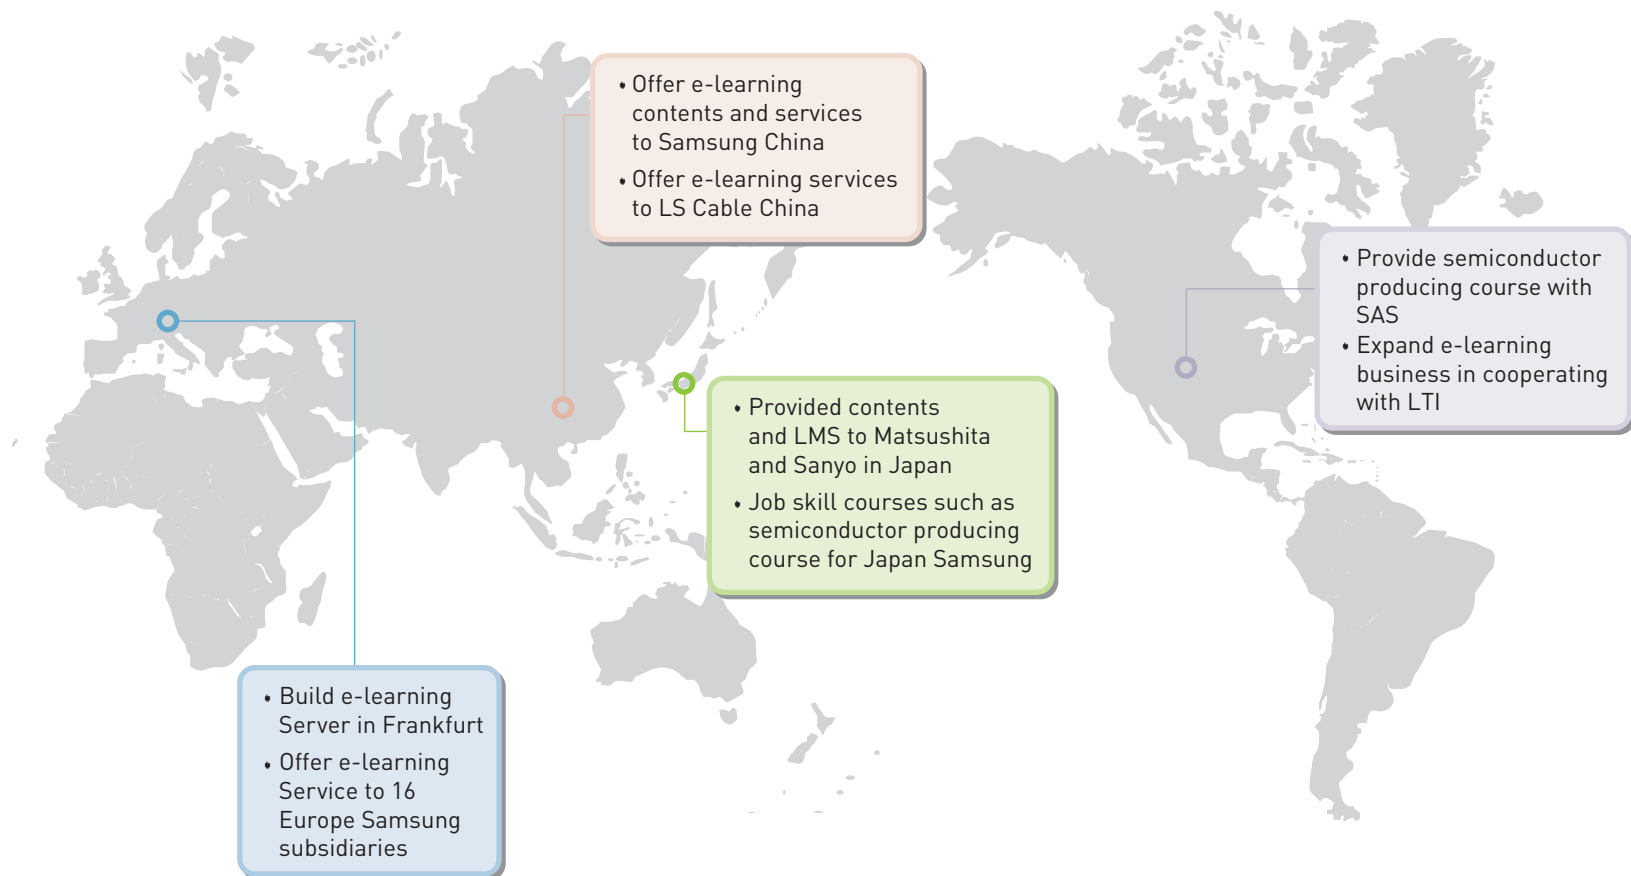 • Offer e-learning
contents and services
to Samsung China
• Offer e-learning services
to LS Cable China
• Provide semiconductor
producing course with
SAS
• Expand e-learning
business in cooperating
with LTI
• Provided contents
and LMS to Matsushita
and Sanyo in Japan
• Job skill courses such as
semiconductor producing
course for Japan Samsung
• Build e-learning
Server in Frankfurt
• Offer e-learning
Service to 16
Europe Samsung
subsidiaries